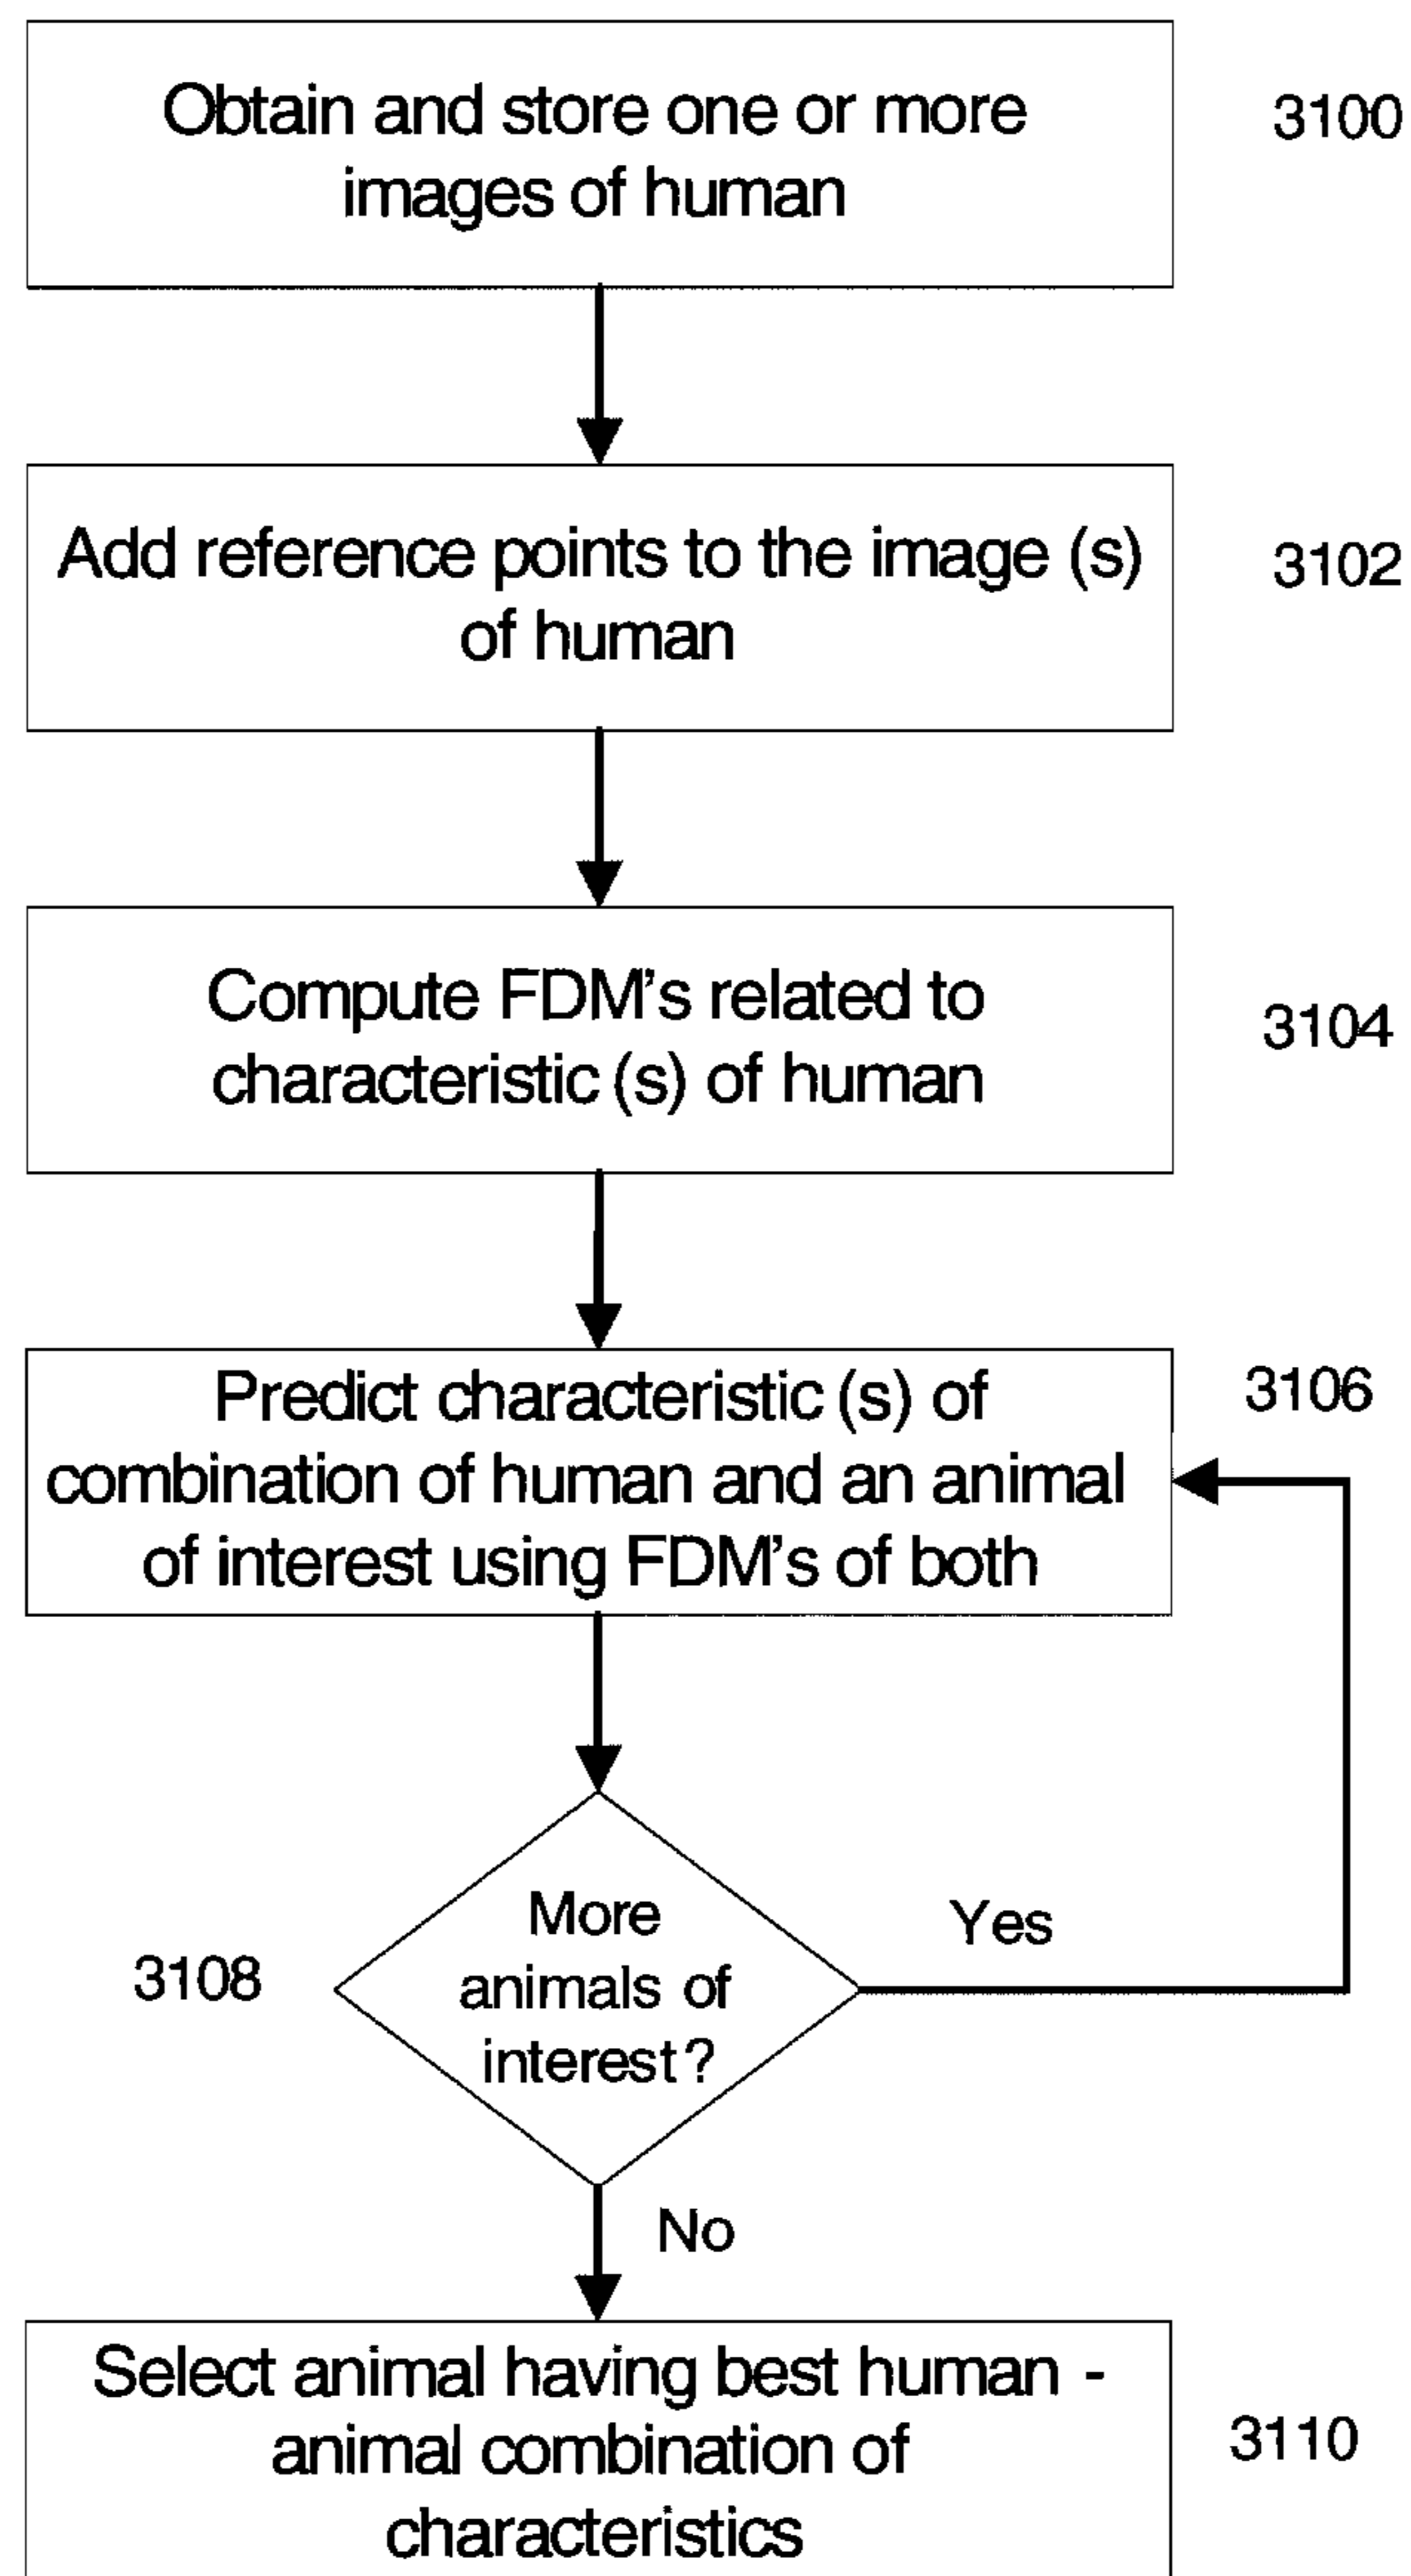 Obtain and store one or more
images of human
3100
Add reference points to the image (s)
of human
3102
Compute FDM's related to
characteristic (s) of human
3104
Predict characteristic (s) of
combination of human and an animal
of interest using FDM's of both
3106
More
animals of
interest?
3108
Yes
No
Select animal having best human -
animal combination of
characteristics
3110